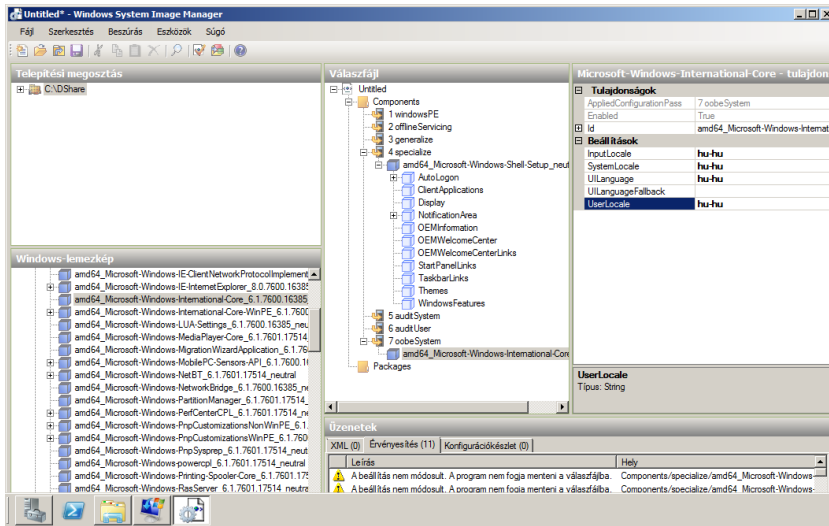 Untitled* - Windows System Image Manager
Fájl Szerkesztés Beszúrás Eszközök Súgó
Telepítési megosztás
C:\DShare
Windows-lemezkép
amd64_Microsoft-Windows-IE-ClientNetworkProtocolImplement
amd64_Microsoft-Windows-IE-InternetExplorer_8.0.7600.16385
amd64_Microsoft-Windows-International-Core_6.1.7600.16385_
amd64_Microsoft-Windows-International-Core-WinPE_6.1.7600
amd64_Microsoft-Windows-LUA-Settings_6.1.7600.16385_neu
amd64_Microsoft-Windows-MediaPlayer-Core_6.1.7601.17514_
amd64_Microsoft-Windows-MigrationWizardApplication_6.1.76
amd64_Microsoft-Windows-MobilePC-Sensors-API_6.1.7600.1
amd64_Microsoft-Windows-NetBT_6.1.7601.17514_neutral
amd64_Microsoft-Windows-NetworkBridge_6.1.7600.16385_ne
amd64_Microsoft-Windows-PartitionManager_6.1.7601.17514_
amd64_Microsoft-Windows-PerfCenterCPL_6.1.7601.17514_ne
amd64_Microsoft-Windows-PnpCustomizationsNonWinPE_6.1.
amd64_Microsoft-Windows-PnpCustomizationsWinPE_6.1.760
amd64_Microsoft-Windows-PnpSysprep_6.1.7601.17514_neut
amd64_Microsoft-Windows-powercpl_6.1.7601.17514_neutral
amd64_Microsoft-Windows-Printing-Spooler-Core_6.1.7601.175
amd64_Microsoft-Windows-RasServer_6.1.7601.17514_neutra
Válaszfájl
Untitled
Components
1 windowsPE
2 offlineServicing
3 generalize
4 specialize
amd64_Microsoft-Windows-Shell-Setup_neut
AutoLogon
ClientApplications
Display
NotificationArea
OEMInformation
OEMWelcomeCenter
OEMWelcomeCenterLinks
StartPanelLinks
TaskbarLinks
Themes
WindowsFeatures
5 auditSystem
6 auditUser
7 oobeSystem
amd64_Microsoft-Windows-International-Core
Packages
Microsoft-Windows-International-Core - tulajdon
Tulajdonságok
AppliedConfigurationPass 7 oobeSystem
Enabled True
Id amd64_Microsoft-Windows-Internat
Beállítások
InputLocale hu-hu
SystemLocale hu-hu
UILanguage hu-hu
UILanguageFallback
UserLocale hu-hu
UserLocale
Típus: String
Üzenetek
XML (0) Érvényesítés (11) Konfigurációkészlet (0)
Leírás Hely
A beállítás nem módosult. A program nem fogja menteni a válaszfájlba. Components/specialize/amd64_Microsoft-Windows-
A beállítás nem módosult. A program nem fogja menteni a válaszfájlba. Components/specialize/amd64_Microsoft-Windows-